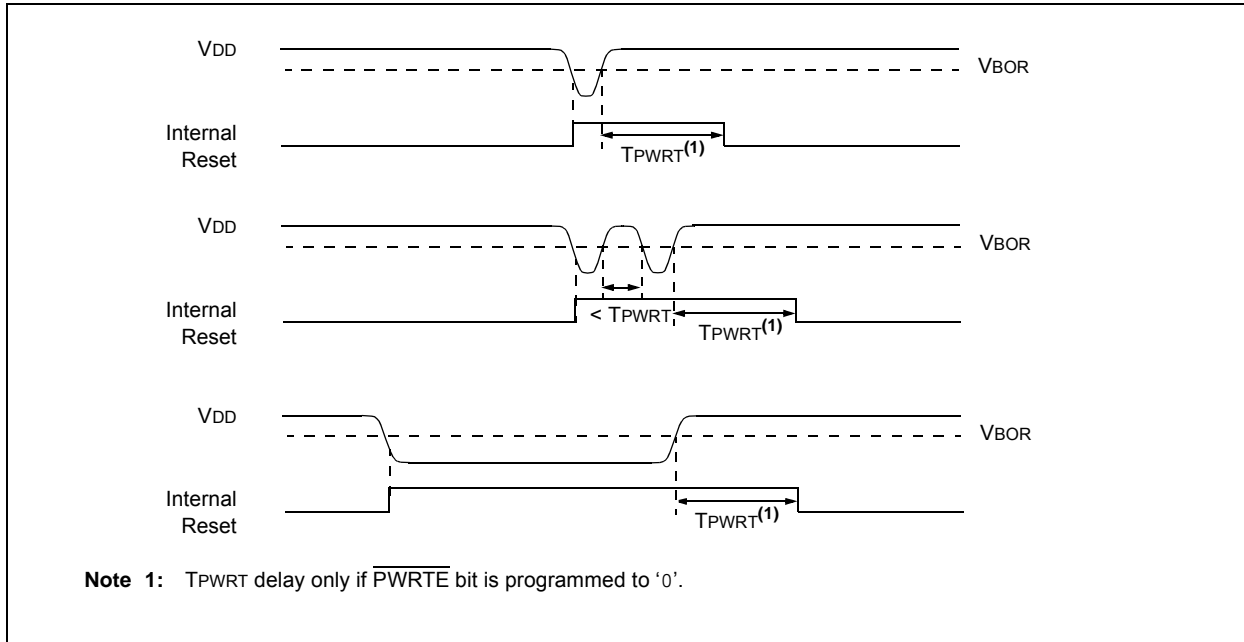 VDD
VBOR
Internal
Reset
TPWRT(1)
VDD
VBOR
Internal
Reset
< TPWRT
TPWRT(1)
VDD
VBOR
Internal
Reset
TPWRT(1)
Note 1: TPWRT delay only if PWRTE bit is programmed to ‘0’.